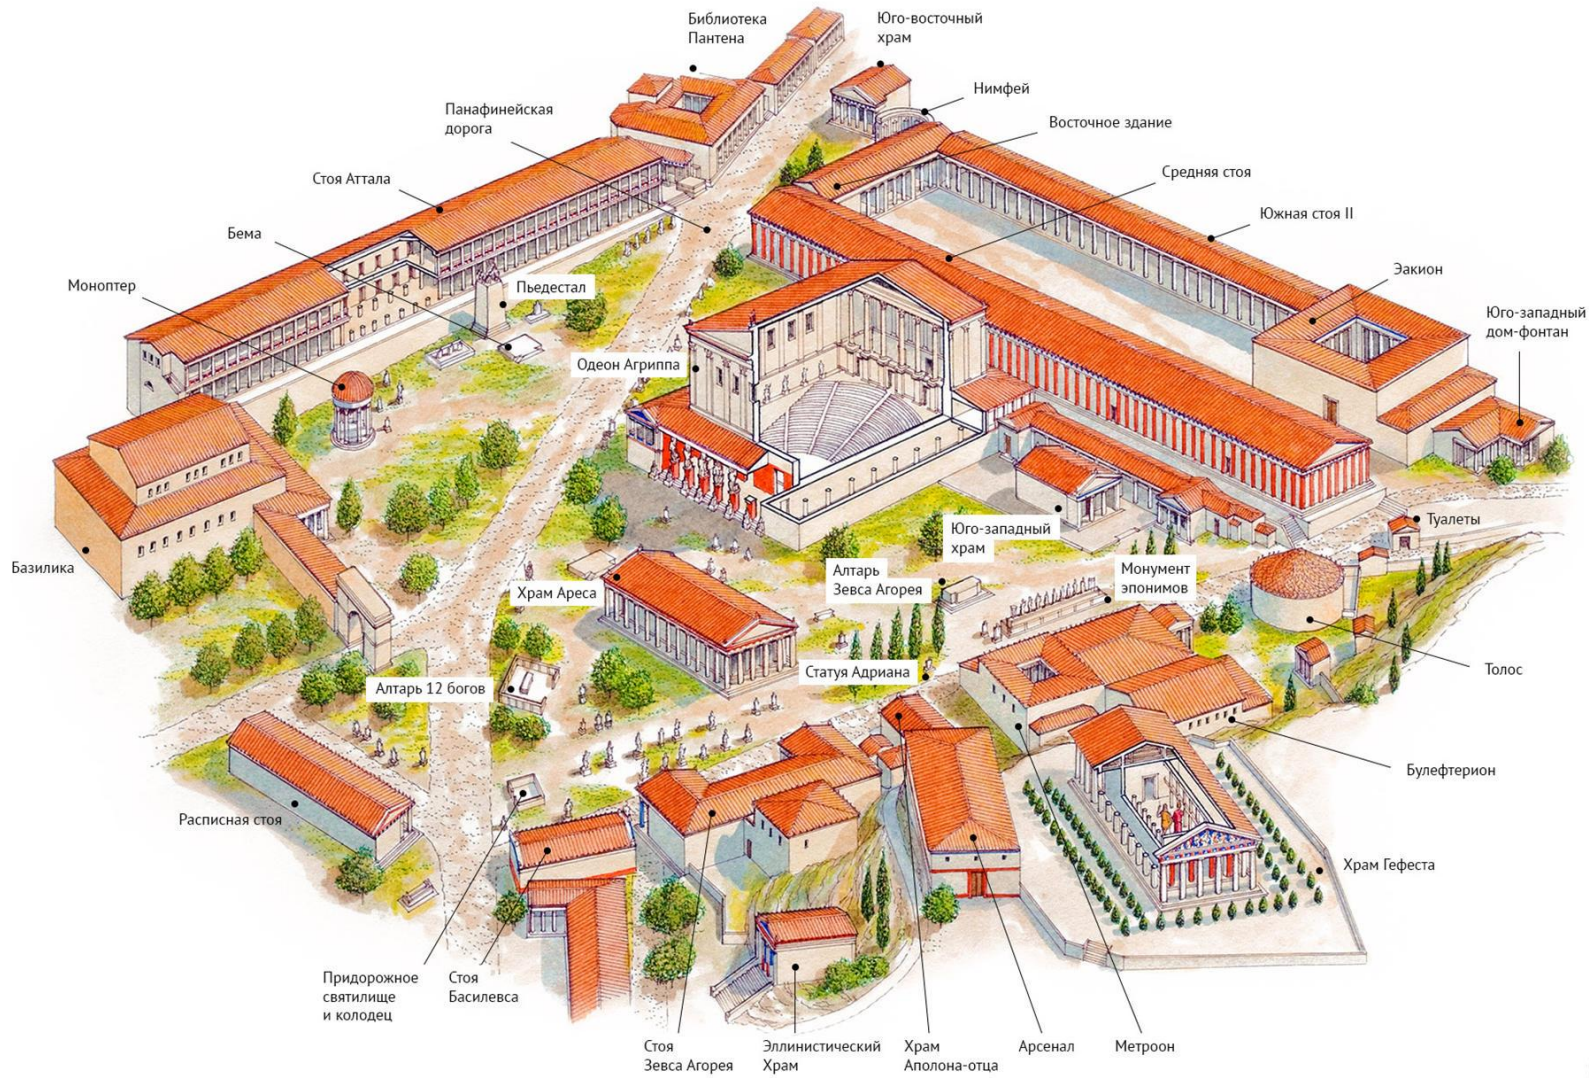 Библиотека
Пантена
Юго-восточный
храм
Нимфей
Панафинейская
дорога
Восточное здание
Стоя Аттала
Средняя стоя
Южная стоя II
Бема
Эакион
Моноптер
Пьедестал
Юго-западный
дом-фонтан
Одеон Агриппа
Туалеты
Юго-западный
храм
Базилика
Храм Ареса
Алтарь
Зевса Агорея
Монумент
эпонимов
Статуя Адриана
Толос
Алтарь 12 богов
Булефтерион
Расписная стоя
Храм Гефеста
Придорожное
святилище
и колодец
Стоя
Басилевса
Стоя
Зевса Агорея
Эллинистический
Храм
Храм
Аполона-отца
Арсенал
Метроон